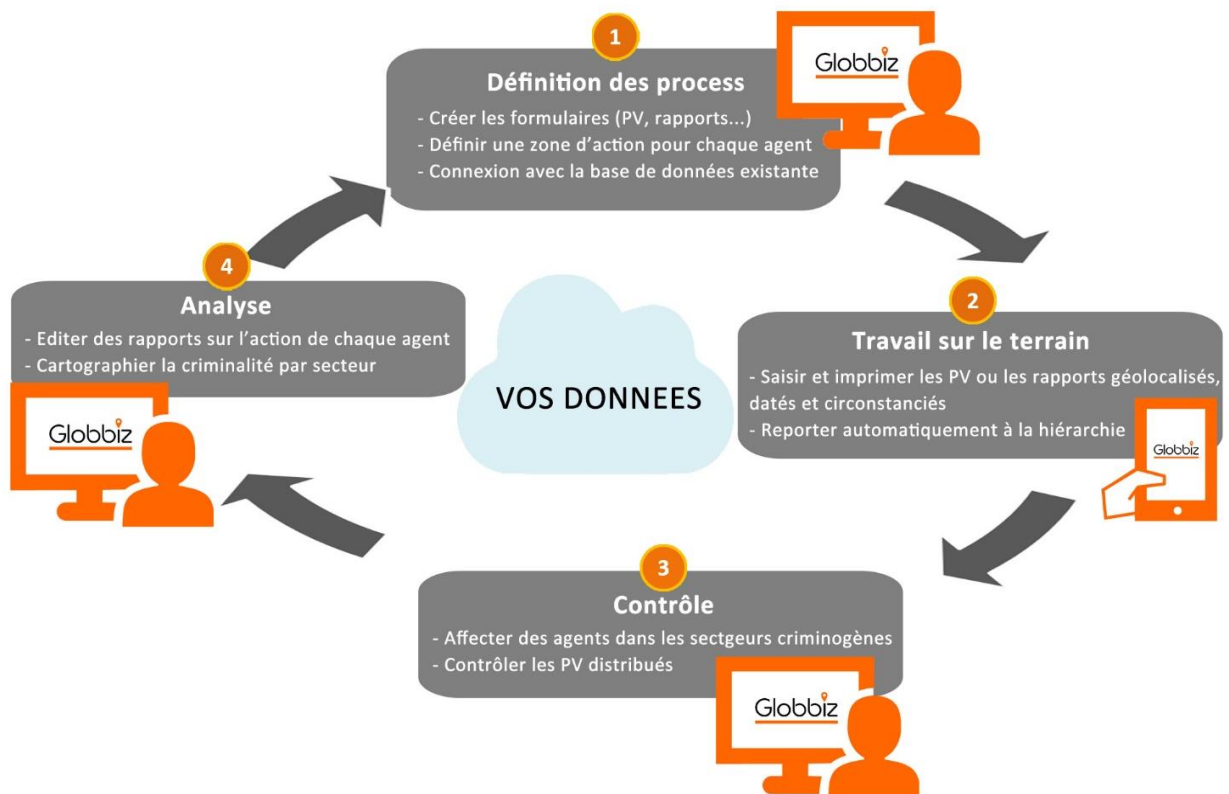 1
Définition des process
- Créer les formulaires (PV, rapports...)
- Définir une zone d'action pour chaque agent
- Connexion avec la base de données existante
Globbiz
2
Travail sur le terrain
- Saisir et imprimer les PV ou les rapports géolocalisés,
datés et circonstanciés
- Reporter automatiquement à la hiérarchie
Globbiz
3
Contrôle
- Affecter des agents dans les sectgeurs criminogènes
- Contrôler les PV distribués
Globbiz
4
Analyse
- Editer des rapports sur l'action de chaque agent
- Cartographier la criminalité par secteur
Globbiz
VOS DONNEES